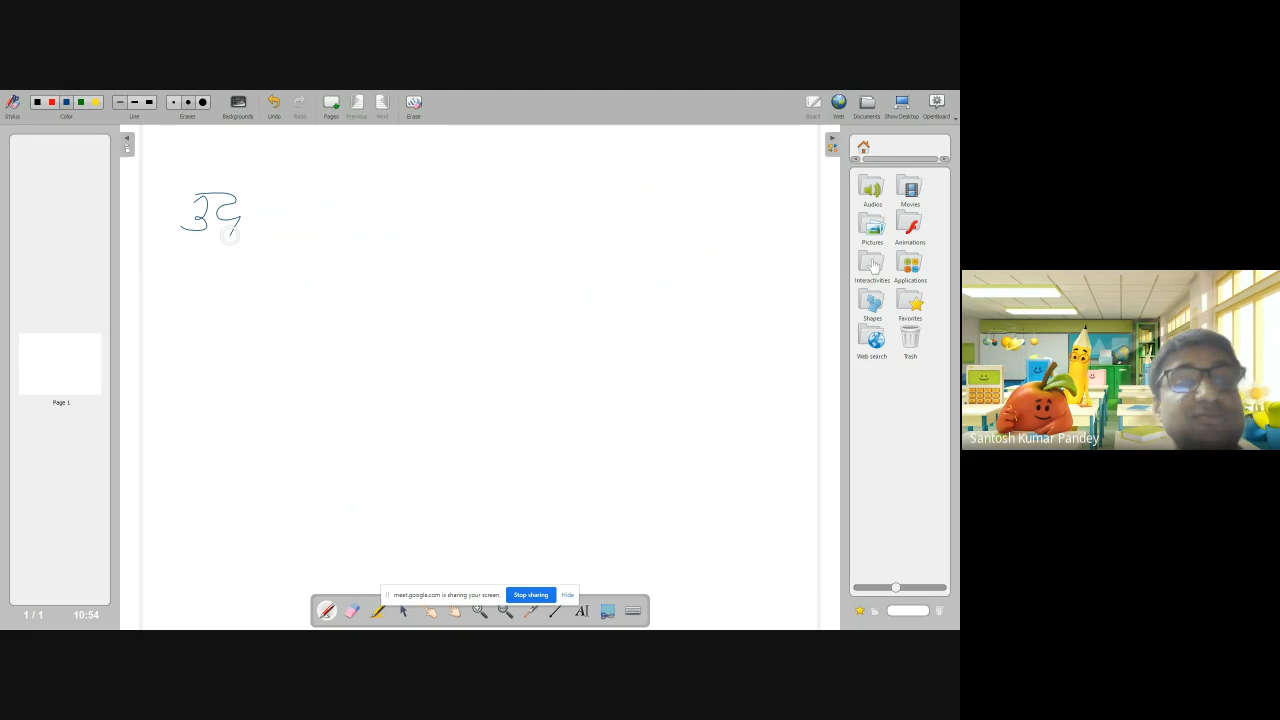 Stylus
Color
Line
Eraser
Backgrounds
Undo
Redo
Pages
Previous
Next
Erase
Board
Web
Documents
Show Desktop
OpenBoard
Audios
Movies
Pictures
Animations
Interactivities
Applications
Shapes
Favorites
Web search
Trash
Page 1
Santosh Kumar Pandey
meet.google.com is sharing your screen.
Stop sharing
Hide
1 / 1
10:54